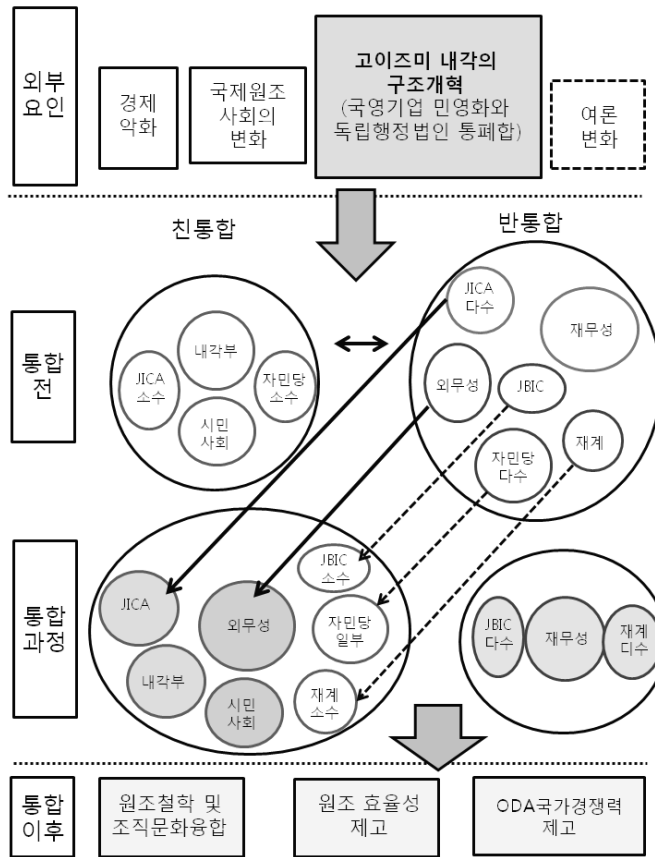 외부
요인
경제
악화
국제원조
사회의
변화
고이즈미 내각의
구조개혁
(국영기업 민영화와
독립행정법인 통폐합)
여론
변화
친통합
반통합
통합
전
JICA
소수
내각부
자민당
소수
시민
사회
JICA
다수
재무성
외무성
JBIC
자민당
다수
재계
통합
과정
JICA
외무성
JBIC
소수
자민당
일부
내각부
시민
사회
재계
소수
JBIC
다수
재무성
재계
디수
통합
이후
원조철학 및
조직문화융합
원조 효율성
제고
ODA국가경쟁력
제고